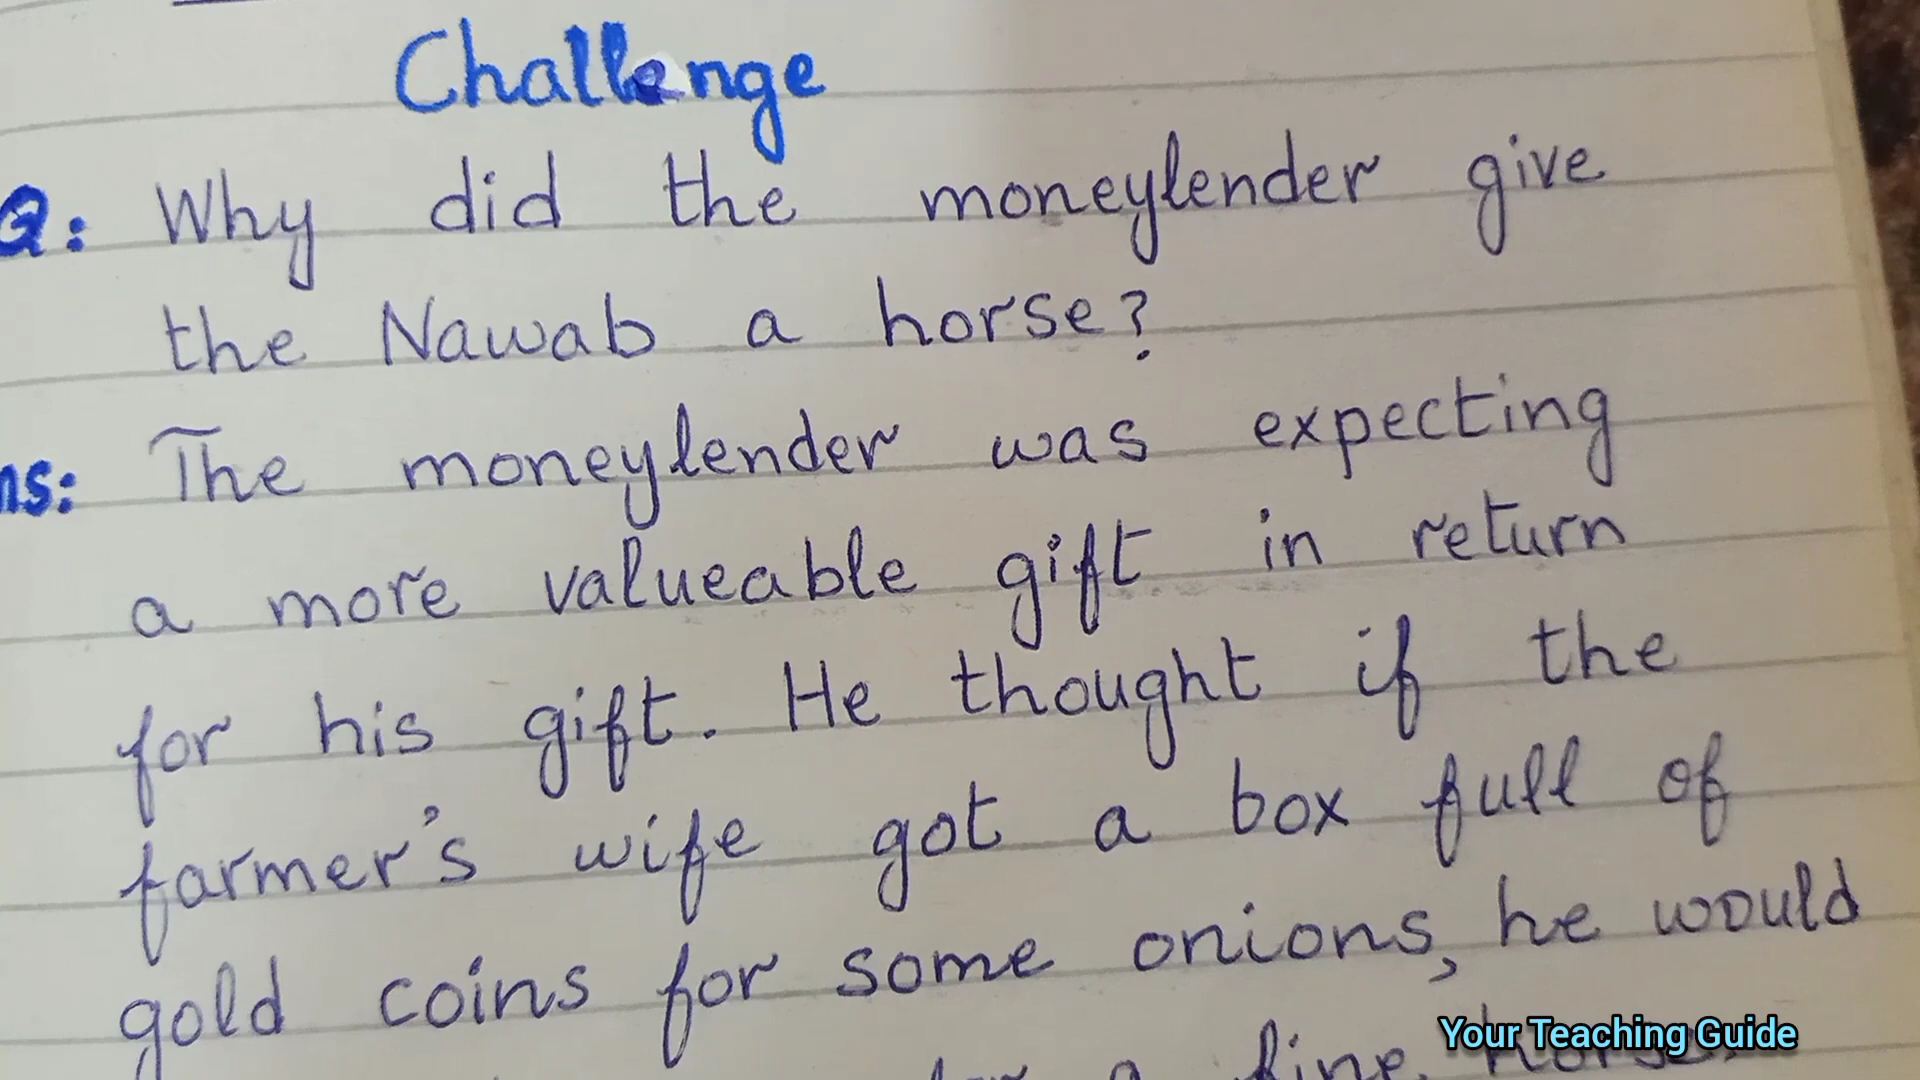 Challenge
Q: Why did the moneylender give
the Nawab a horse?
ns: The moneylender was expecting
a more valueable gift in return
for his gift. He thought if the
farmer's wife got a box full of
gold coins for some onions, he would
a fine horse.
Your Teaching Guide